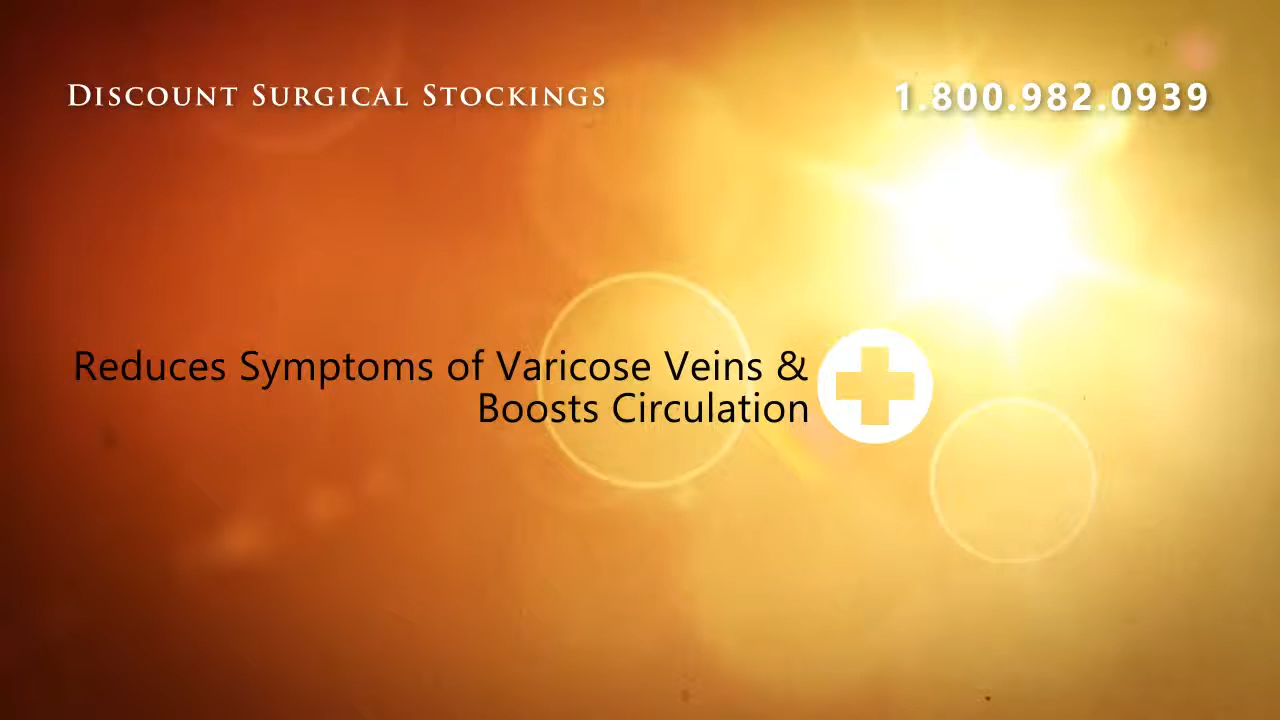 Discount Surgical Stockings
1.800.982.0939
Reduces Symptoms of Varicose Veins &
Boosts Circulation